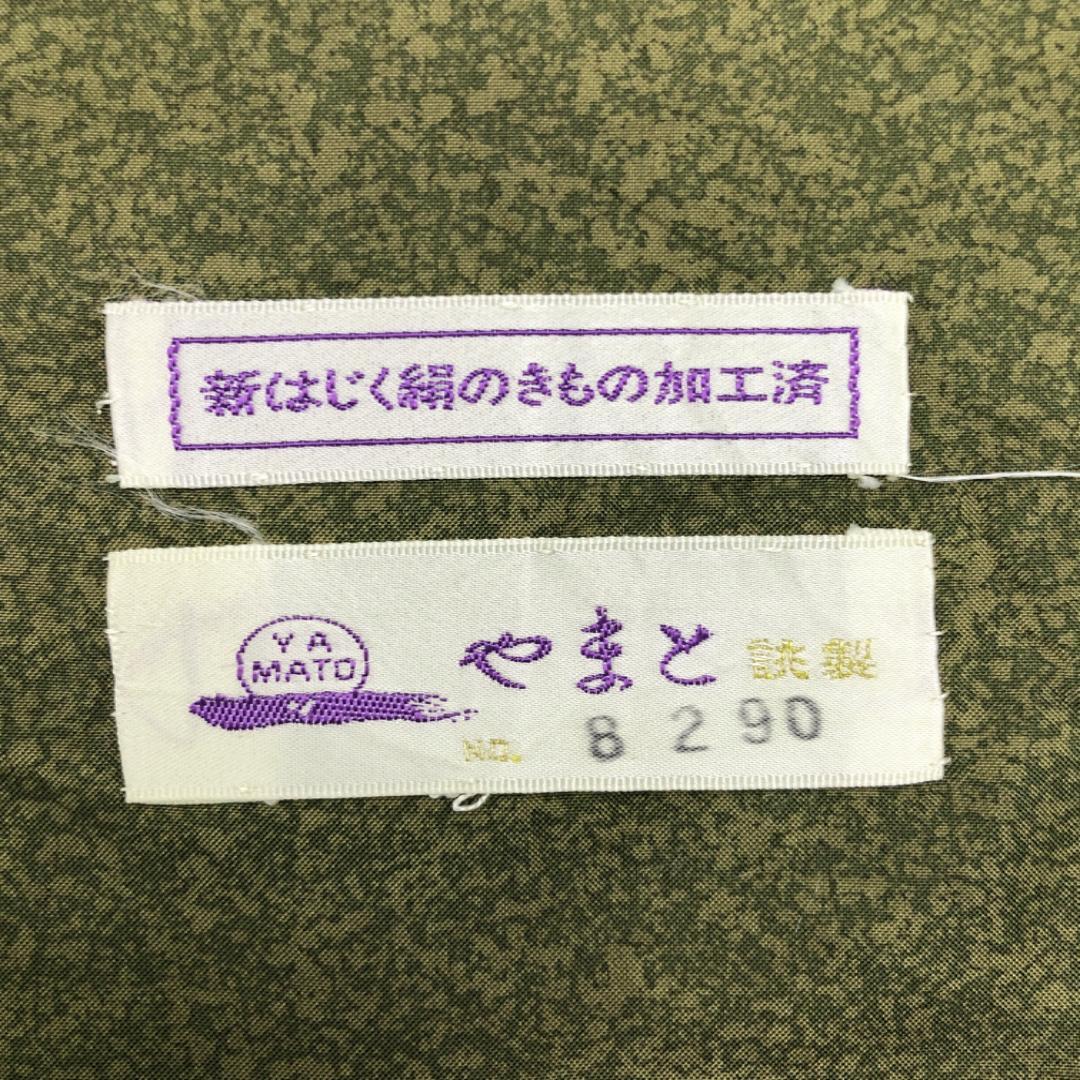 新はじく絹のきもの加工済
YA
MATO
やまと 謹製
NO. 8290